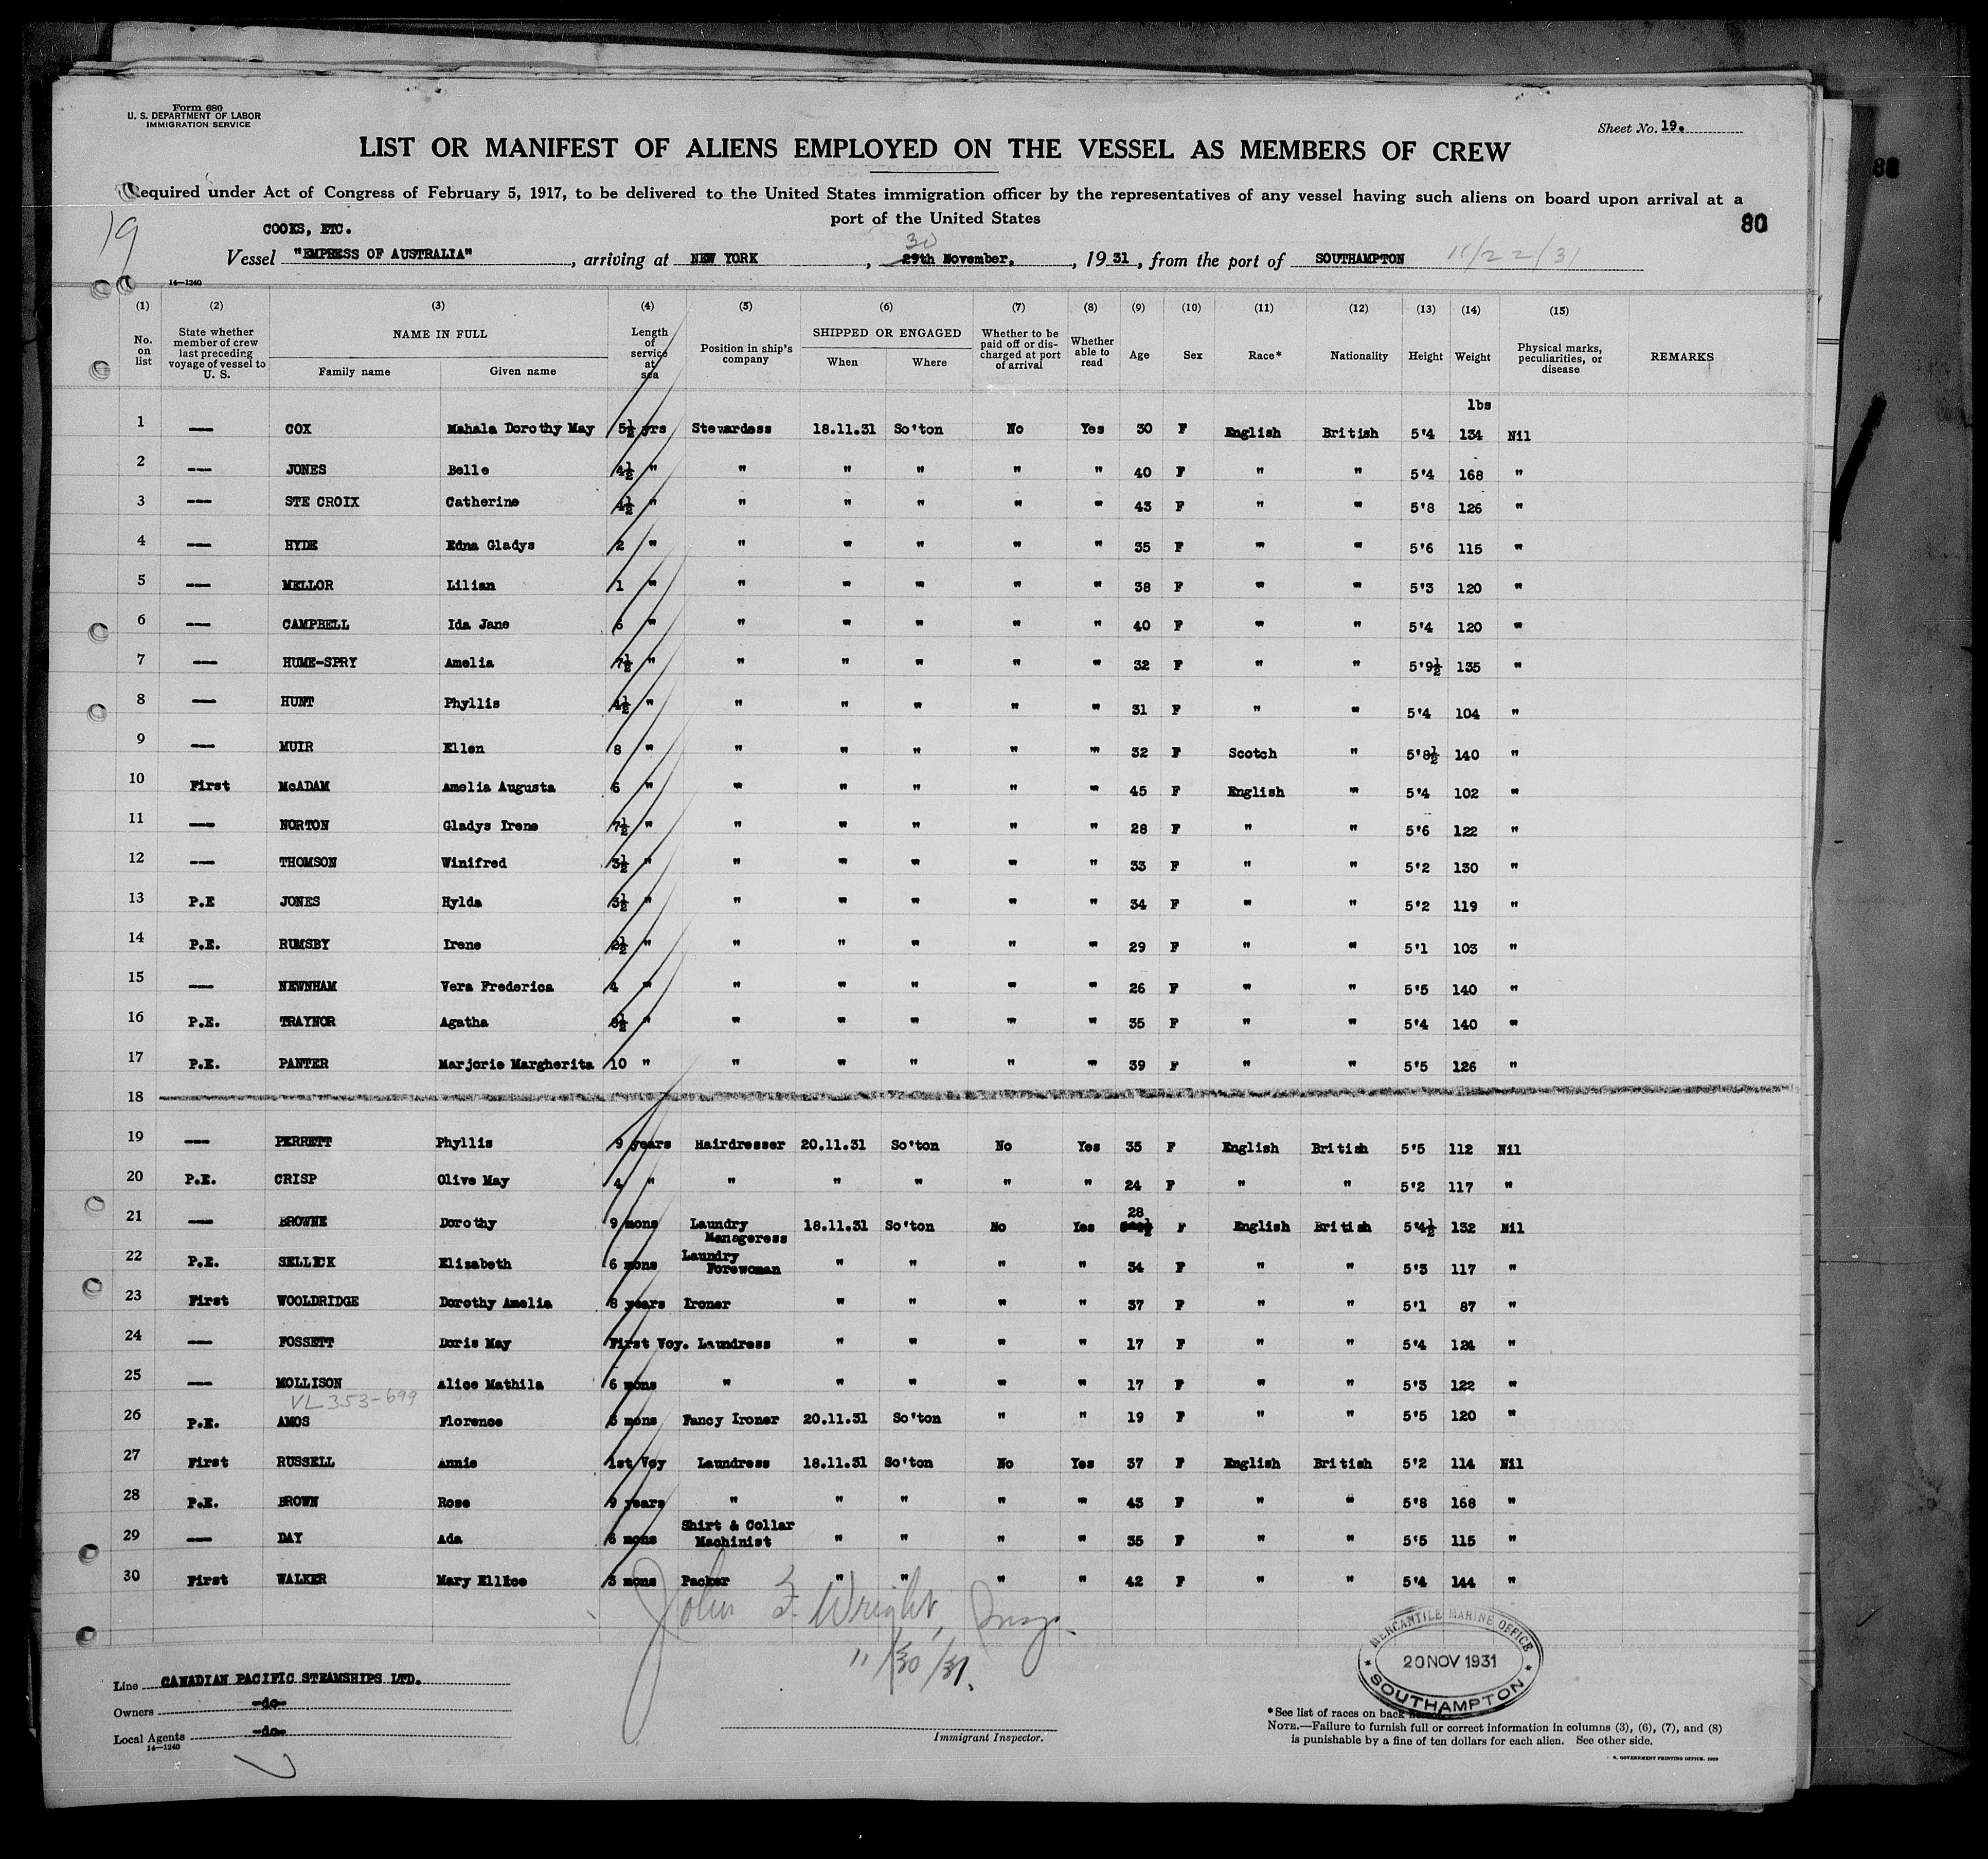 Form 680
U. S. DEPARTMENT OF LABOR
IMMIGRATION SERVICE
Sheet No. 19.
LIST OR MANIFEST OF ALIENS EMPLOYED ON THE VESSEL AS MEMBERS OF CREW
Required under Act of Congress of February 5, 1917, to be delivered to the United States immigration officer by the representatives of any vessel having such aliens on board upon arrival at a
port of the United States
80
19
COOKS, ETC.
30
Vessel "EMPRESS OF AUSTRALIA", arriving at NEW YORK, 29th November, 1931, from the port of SOUTHAMPTON 11/22/31
14—1240
(1) (2) (3) (4) (5) (6) (7) (8) (9) (10) (11) (12) (13) (14) (15)
No. on list | State whether member of crew last preceding voyage of vessel to U. S. | NAME IN FULL Family name Given name | Length of service at sea | Position in ship's company | SHIPPED OR ENGAGED When Where | Whether to be paid off or discharged at port of arrival | Whether able to read | Age | Sex | Race* | Nationality | Height | Weight | Physical marks, peculiarities, or disease | REMARKS
lbs
1 — COX Mahala Dorothy May 5½ yrs Stewardess 18.11.31 So'ton No Yes 30 F English British 5'4 134 Nil
2 — JONES Belle 4½ " " " " " " 40 F " " 5'4 168 "
3 — STE CROIX Catherine 4½ " " " " " " 43 F " " 5'8 126 "
4 — HYDE Edna Gladys 2 " " " " " " 35 F " " 5'6 115 "
5 — MELLOR Lilian 1 " " " " " " 38 F " " 5'3 120 "
6 — CAMPBELL Ida Jane 6 " " " " " " 40 F " " 5'4 120 "
7 — HUME-SPRY Amelia 7½ " " " " " " 32 F " " 5'9½ 135 "
8 — HUNT Phyllis 4½ " " " " " " 31 F " " 5'4 104 "
9 — MUIR Ellen 8 " " " " " " 32 F Scotch " 5'8½ 140 "
10 First McADAM Amelia Augusta 6 " " " " " " 45 F English " 5'4 102 "
11 — NORTON Gladys Irene 7½ " " " " " " 28 F " " 5'6 122 "
12 — THOMSON Winifred 3½ " " " " " " 33 F " " 5'2 130 "
13 P.E JONES Hylda 3½ " " " " " " 34 F " " 5'2 119 "
14 P.E. RUMSBY Irene 2½ " " " " " " 29 F " " 5'1 103 "
15 — NEWNHAM Vera Frederica 4 " " " " " " 26 F " " 5'5 140 "
16 P.E. TRAYNOR Agatha " " " " " " 35 F " " 5'4 140 "
17 P.E. PANTER Marjorie Margherita 10 " " " " " " 39 F " " 5'5 126 "
18
19 — PERRETT Phyllis 9 years Hairdresser 20.11.31 So'ton No Yes 35 F English British 5'5 112 Nil
20 P.E. CRISP Olive May 4 " " " " " " 24 F " " 5'2 117 "
21 — BROWNE Dorothy 9 mons Laundry Manageress 18.11.31 So'ton No Yes 28 F English British 5'4½ 132 Nil
22 P.E. SELLICK Elizabeth 6 mons Laundry Forewoman " " " " 34 F " " 5'3 117 "
23 First WOOLDRIDGE Dorothy Amelia 8 years Ironer " " " " 37 F " " 5'1 87 "
24 — FOSSETT Doris May First Voy. Laundress " " " " 17 F " " 5'4 124 "
25 — MOLLISON Alice Mathila 6 mons " " " " " 17 F " " 5'3 122 "
VL 353-699
26 P.E. AMOS Florence 6 mons Fancy Ironer 20.11.31 So'ton " " 19 F " " 5'5 120 "
27 First RUSSELL Annie 1st Voy Laundress 18.11.31 So'ton No Yes 37 F English British 5'2 114 Nil
28 P.E. BROWN Rose 9 years " " " " " 43 F " " 5'8 168 "
29 — DAY Ada 6 mons Shirt & Collar Machinist " " " " 35 F " " 5'5 115 "
30 First WALKER Mary Ellice 3 mons Packer " " " " 42 F " " 5'4 144 "
John F. Wright, Insp.
11/30/31.
MERCANTILE MARINE OFFICE
20 NOV 1931
SOUTHAMPTON
Line CANADIAN PACIFIC STEAMSHIPS LTD.
Owners -do-
Local Agents -do-
14—1240
Immigrant Inspector.
*See list of races on back
NOTE.—Failure to furnish full or correct information in columns (3), (6), (7), and (8)
is punishable by a fine of ten dollars for each alien. See other side.
GOVERNMENT PRINTING OFFICE. 1929